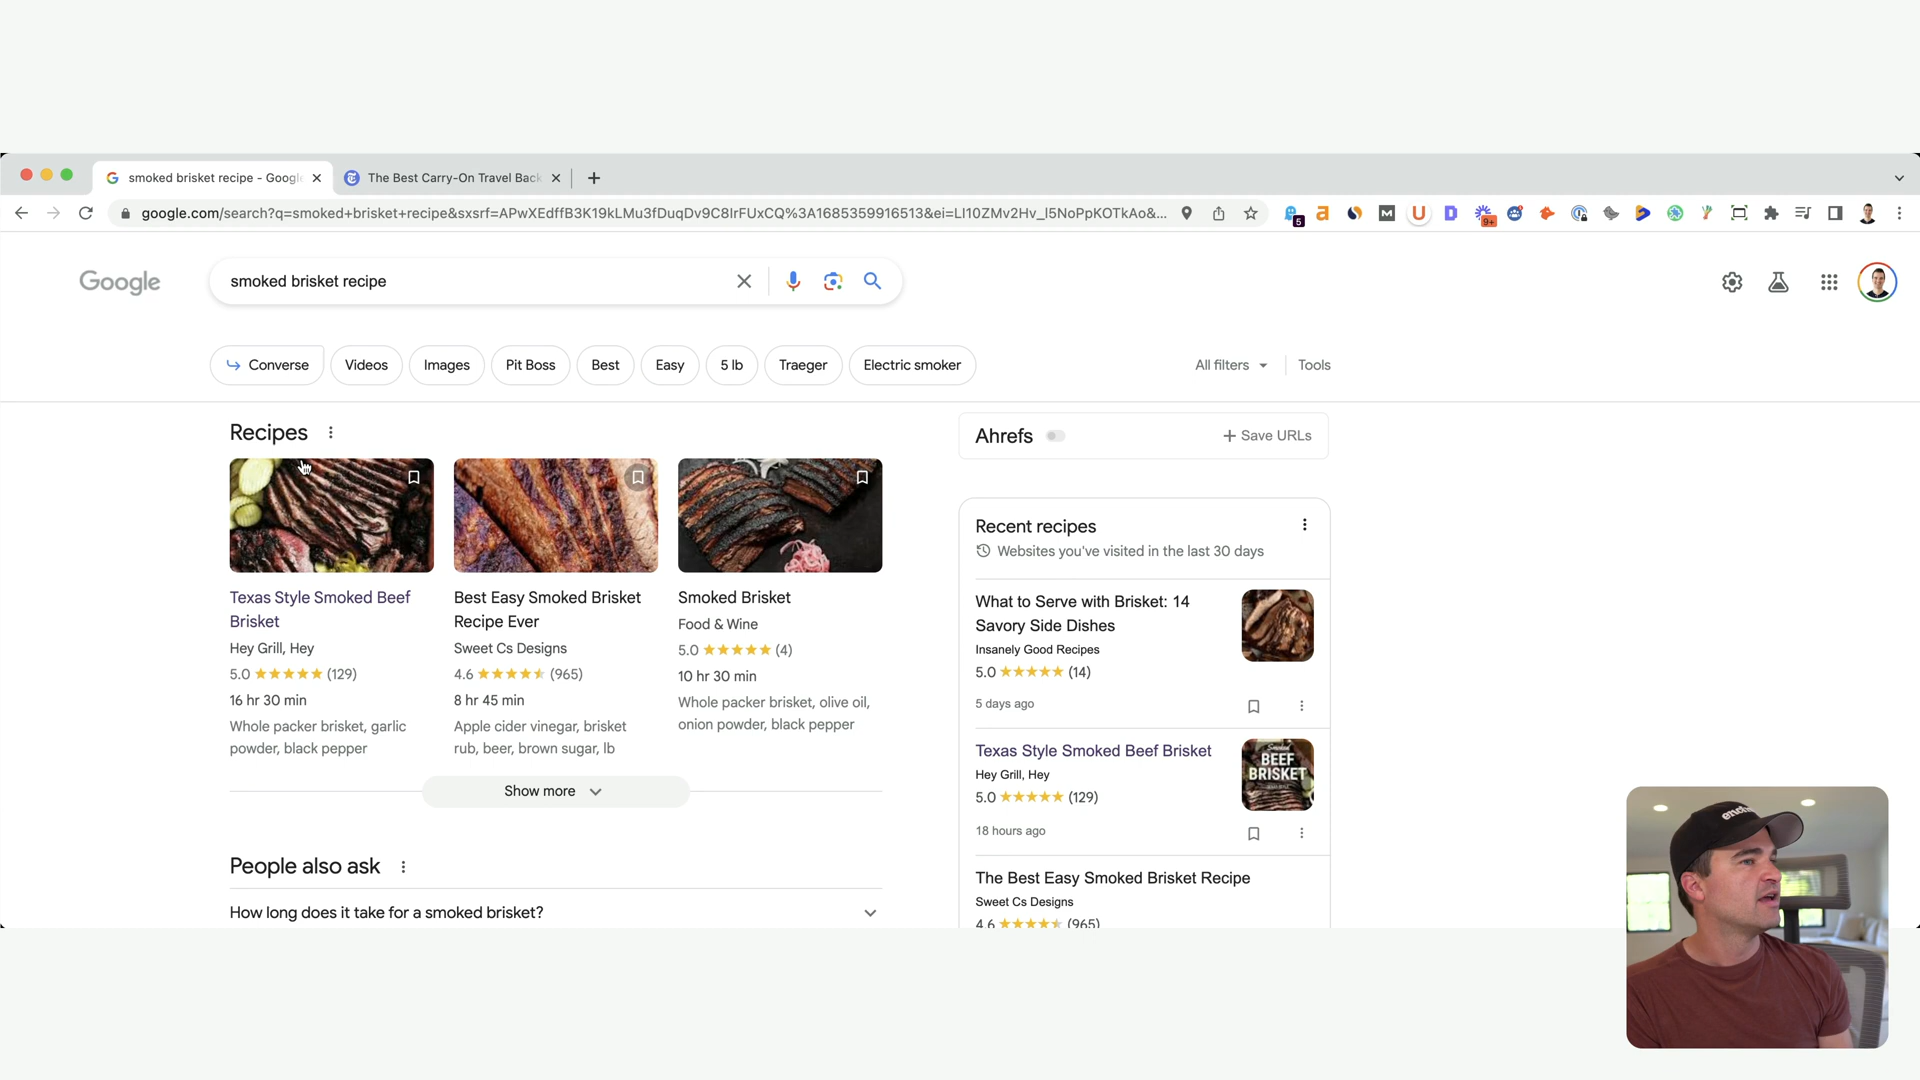 smoked brisket recipe - Google
The Best Carry-On Travel Back
google.com/search?q=smoked+brisket+recipe&sxsrf=APwXEdffB3K19kLMu3fDuqDv9C8IrFUxCQ%3A1685359916513&ei=LI10ZMv2Hv_I5NoPpKOTkAo&...
5
9+
Google
smoked brisket recipe
Converse
Videos
Images
Pit Boss
Best
Easy
5 lb
Traeger
Electric smoker
All filters
Tools
Recipes
Texas Style Smoked Beef
Brisket
Hey Grill, Hey
5.0 (129)
16 hr 30 min
Whole packer brisket, garlic
powder, black pepper
Best Easy Smoked Brisket
Recipe Ever
Sweet Cs Designs
4.6 (965)
8 hr 45 min
Apple cider vinegar, brisket
rub, beer, brown sugar, lb
Smoked Brisket
Food & Wine
5.0 (4)
10 hr 30 min
Whole packer brisket, olive oil,
onion powder, black pepper
Show more
People also ask
How long does it take for a smoked brisket?
Ahrefs
+ Save URLs
Recent recipes
Websites you've visited in the last 30 days
What to Serve with Brisket: 14
Savory Side Dishes
Insanely Good Recipes
5.0 (14)
5 days ago
Texas Style Smoked Beef Brisket
Hey Grill, Hey
5.0 (129)
18 hours ago
Smoked
BEEF
BRISKET
The Best Easy Smoked Brisket Recipe
Sweet Cs Designs
4.6 (965)